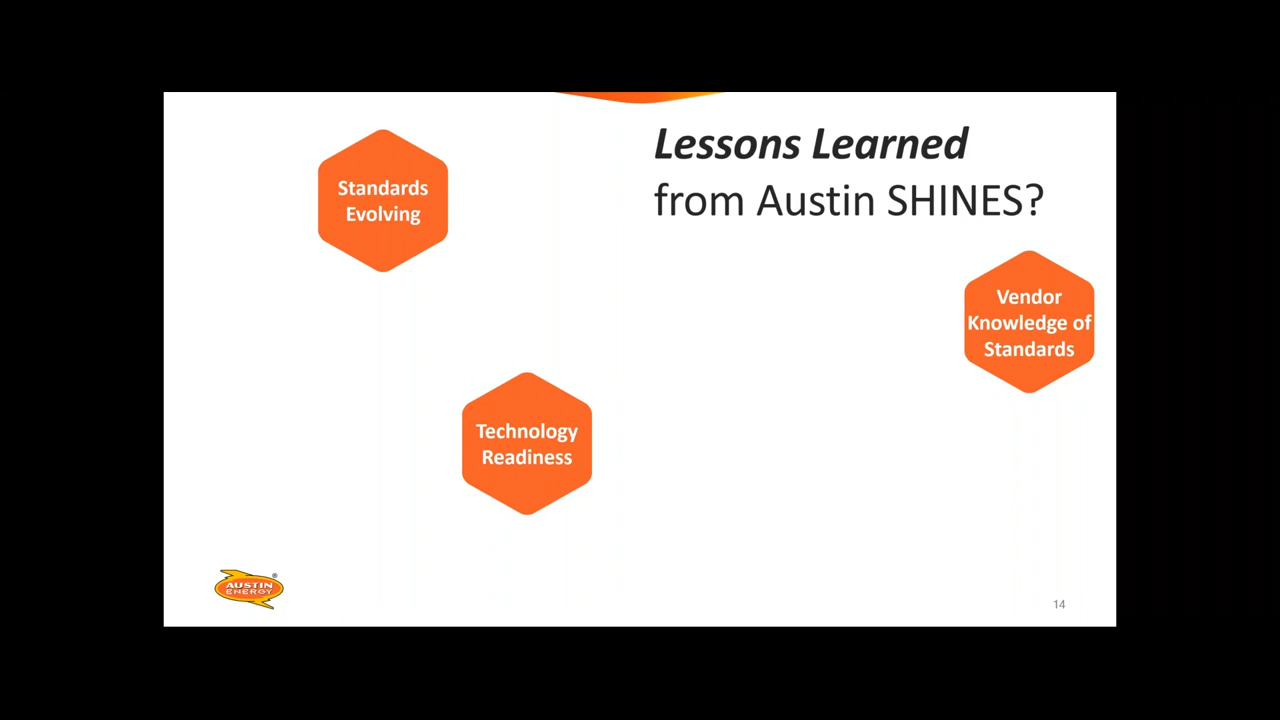 Lessons Learned
from Austin SHINES?
Standards
Evolving
Vendor
Knowledge of
Standards
Technology
Readiness
AUSTIN
ENERGY
®
14